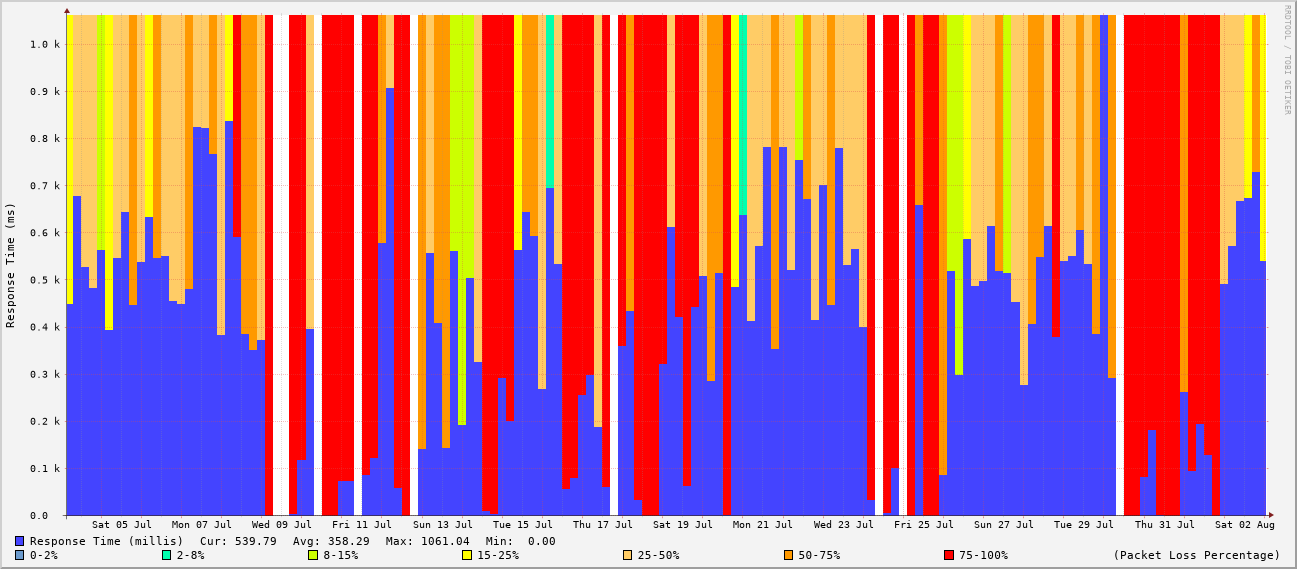 RRDTOOL / TOBI OETIKER
Response Time (ms)
1.0 k
0.9 k
0.8 k
0.7 k
0.6 k
0.5 k
0.4 k
0.3 k
0.2 k
0.1 k
0.0
Sat 05 Jul Mon 07 Jul Wed 09 Jul Fri 11 Jul Sun 13 Jul Tue 15 Jul Thu 17 Jul Sat 19 Jul Mon 21 Jul Wed 23 Jul Fri 25 Jul Sun 27 Jul Tue 29 Jul Thu 31 Jul Sat 02 Aug
Response Time (millis) Cur: 539.79 Avg: 358.29 Max: 1061.04 Min: 0.00
0-2% 2-8% 8-15% 15-25% 25-50% 50-75% 75-100% (Packet Loss Percentage)